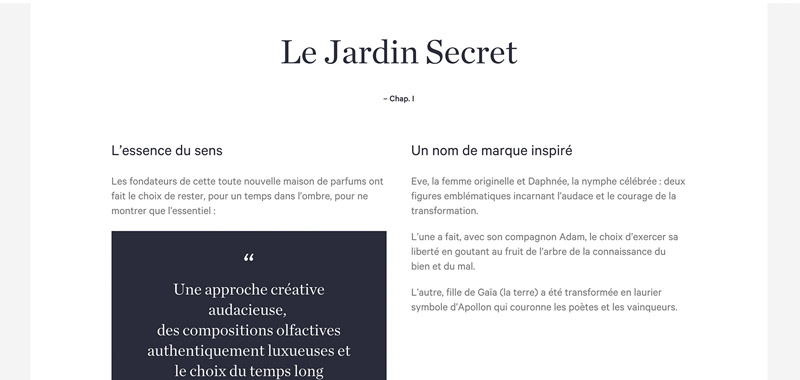 Le Jardin Secret
– Chap. I
L’essence du sens
Les fondateurs de cette toute nouvelle maison de parfums ont
fait le choix de rester, pour un temps dans l’ombre, pour ne
montrer que l’essentiel :
“
Une approche créative
audacieuse,
des compositions olfactives
authentiquement luxueuses et
le choix du temps long
Un nom de marque inspiré
Eve, la femme originelle et Daphnée, la nymphe célébrée : deux
figures emblématiques incarnant l’audace et le courage de la
transformation.
L’une a fait, avec son compagnon Adam, le choix d’exercer sa
liberté en goutant au fruit de l’arbre de la connaissance du
bien et du mal.
L’autre, fille de Gaïa (la terre) a été transformée en laurier
symbole d’Apollon qui couronne les poètes et les vainqueurs.